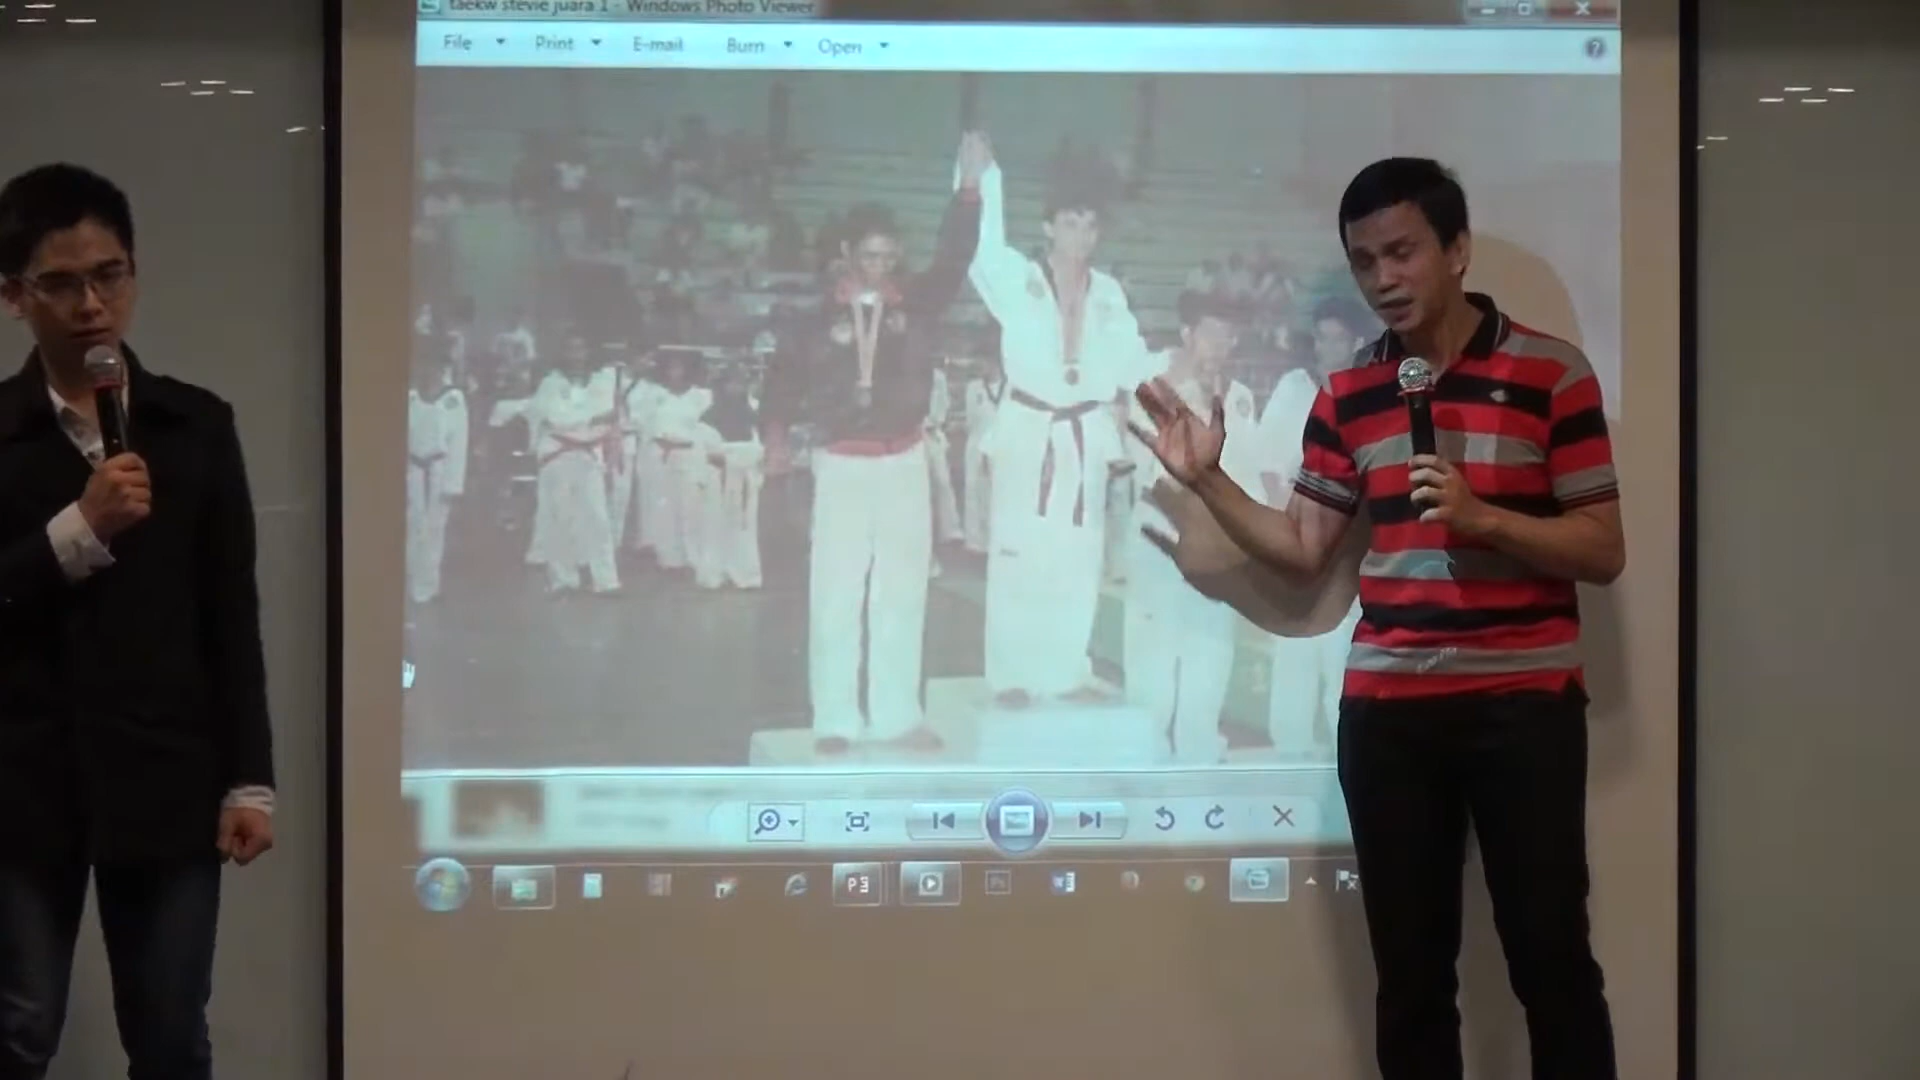 taekw stevie juara 1 - Windows Photo Viewer
File Print E-mail Burn Open